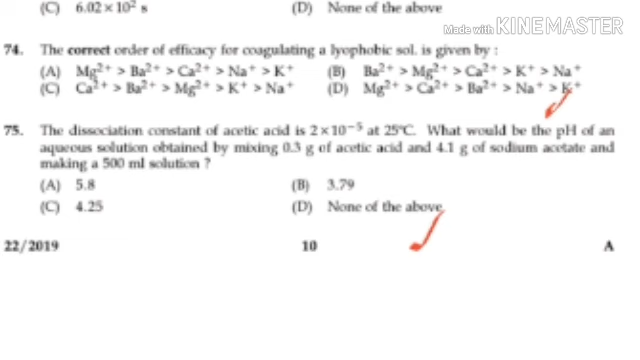 (C) 6.02 × 10² s (D) None of the above
Made with KINEMASTER
74. The correct order of efficacy for coagulating a lyophobic sol. is given by :
(A) Mg²⁺ > Ba²⁺ > Ca²⁺ > Na⁺ > K⁺ (B) Ba²⁺ > Mg²⁺ > Ca²⁺ > K⁺ > Na⁺
(C) Ca²⁺ > Ba²⁺ > Mg²⁺ > K⁺ > Na⁺ (D) Mg²⁺ > Ca²⁺ > Ba²⁺ > Na⁺ > K⁺
75. The dissociation constant of acetic acid is 2 × 10⁻⁵ at 25°C. What would be the pH of an
aqueous solution obtained by mixing 0.3 g of acetic acid and 4.1 g of sodium acetate and
making a 500 ml solution ?
(A) 5.8 (B) 3.79
(C) 4.25 (D) None of the above
22/2019 10 A